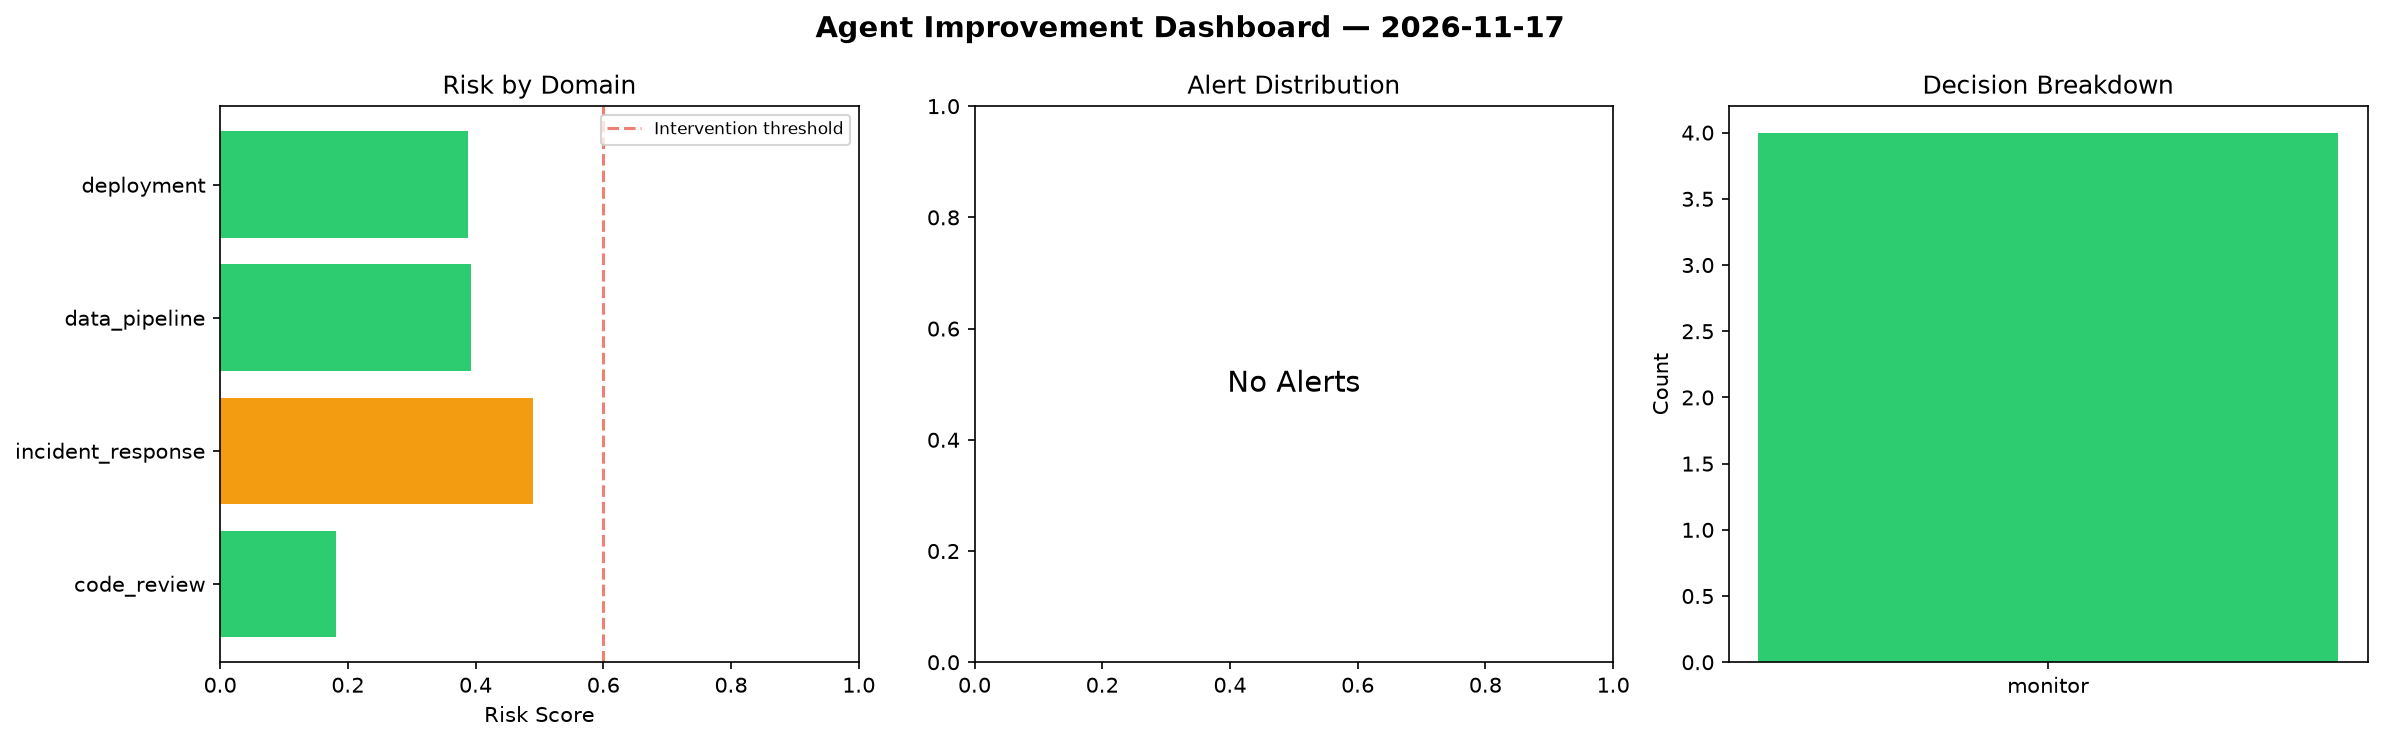 Agent Improvement Dashboard — 2026-11-17
Risk by Domain
Intervention threshold
deployment
data_pipeline
incident_response
code_review
0.0 0.2 0.4 0.6 0.8 1.0
Risk Score
Alert Distribution
1.0
0.8
0.6
0.4
0.2
0.0
No Alerts
0.0 0.2 0.4 0.6 0.8 1.0
Decision Breakdown
Count
4.0
3.5
3.0
2.5
2.0
1.5
1.0
0.5
0.0
monitor